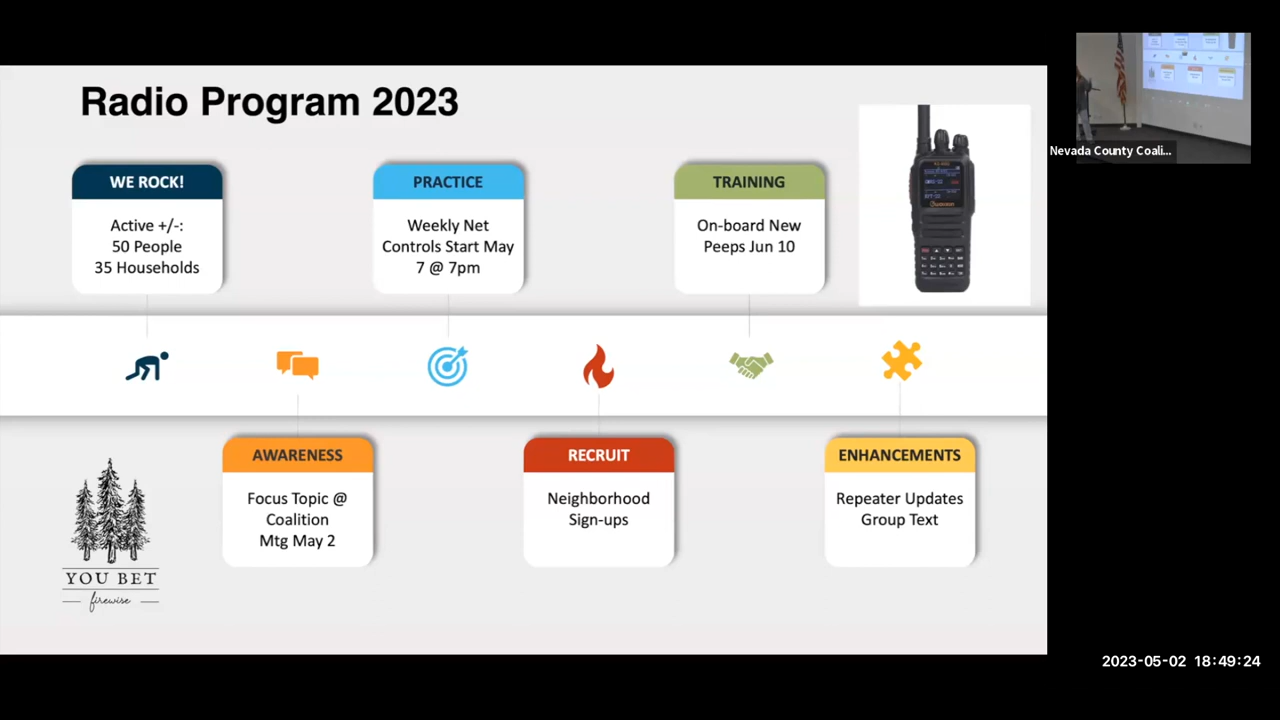 Radio Program 2023
WE ROCK!
Active +/-:
50 People
35 Households
PRACTICE
Weekly Net
Controls Start May
7 @ 7pm
TRAINING
On-board New
Peeps Jun 10
AWARENESS
Focus Topic @
Coalition
Mtg May 2
RECRUIT
Neighborhood
Sign-ups
ENHANCEMENTS
Repeater Updates
Group Text
YOU BET
firewise
Nevada County Coali...
2023-05-02 18:49:24